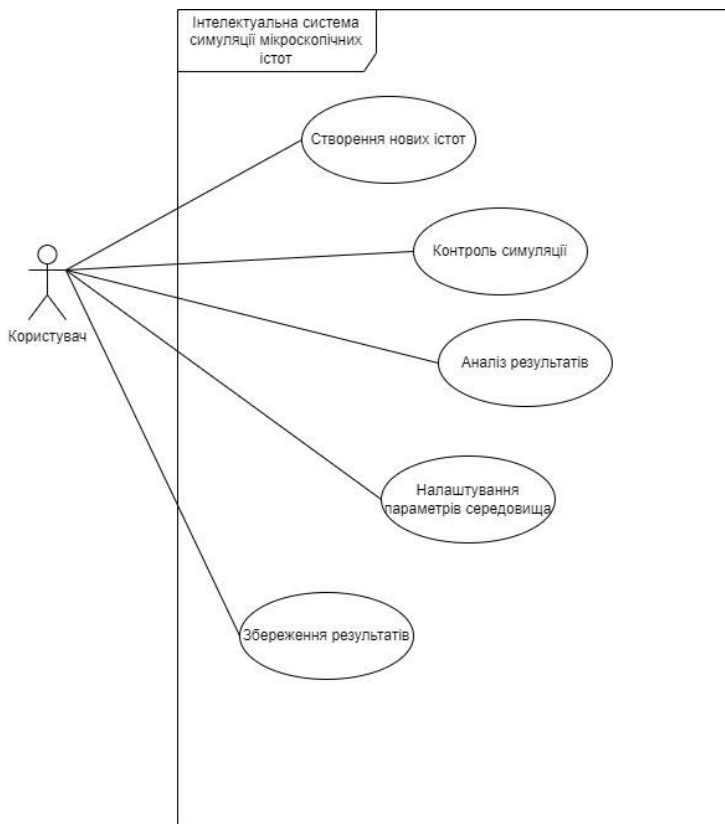 Інтелектуальна система
симуляції мікроскопічних
істот
Створення нових істот
Контроль симуляції
Користувач
Аналіз результатів
Налаштування
параметрів середовища
Збереження результатів